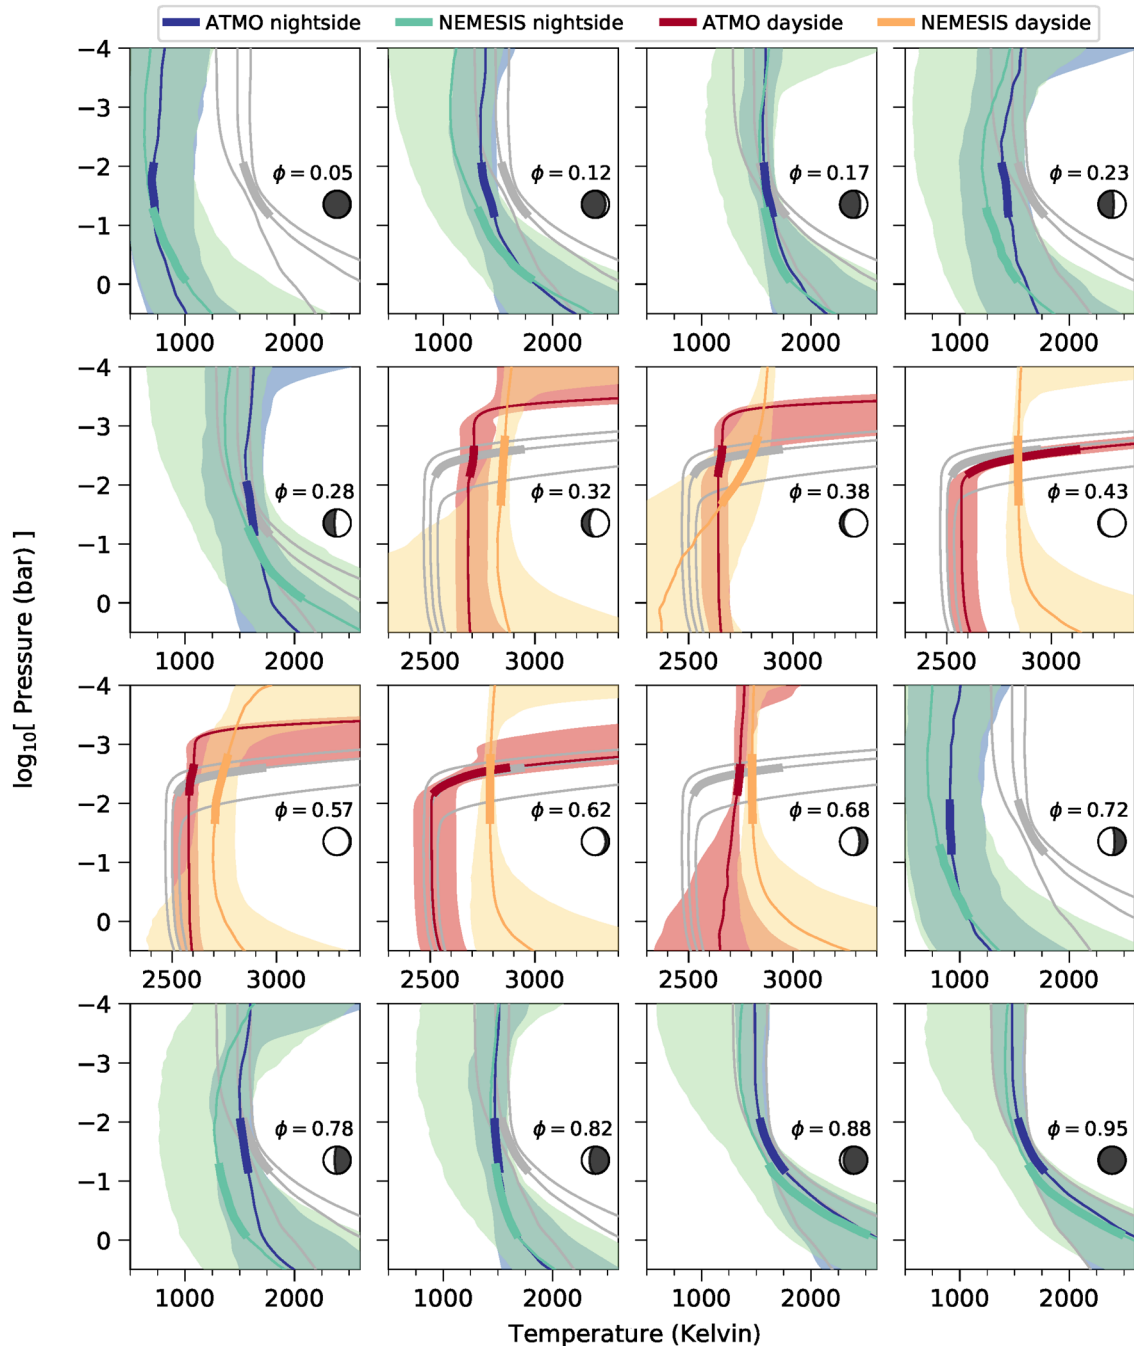 ATMO nightside NEMESIS nightside ATMO dayside NEMESIS dayside
−4
−3
−2
−1
0
ϕ = 0.05
ϕ = 0.12
ϕ = 0.17
ϕ = 0.23
1000 2000 1000 2000 1000 2000 1000 2000
−4
−3
−2
−1
0
ϕ = 0.28
ϕ = 0.32
ϕ = 0.38
ϕ = 0.43
1000 2000 2500 3000 2500 3000 2500 3000
−4
−3
−2
−1
0
ϕ = 0.57
ϕ = 0.62
ϕ = 0.68
ϕ = 0.72
2500 3000 2500 3000 2500 3000 1000 2000
−4
−3
−2
−1
0
ϕ = 0.78
ϕ = 0.82
ϕ = 0.88
ϕ = 0.95
1000 2000 1000 2000 1000 2000 1000 2000
log₁₀[ Pressure (bar) ]
Temperature (Kelvin)